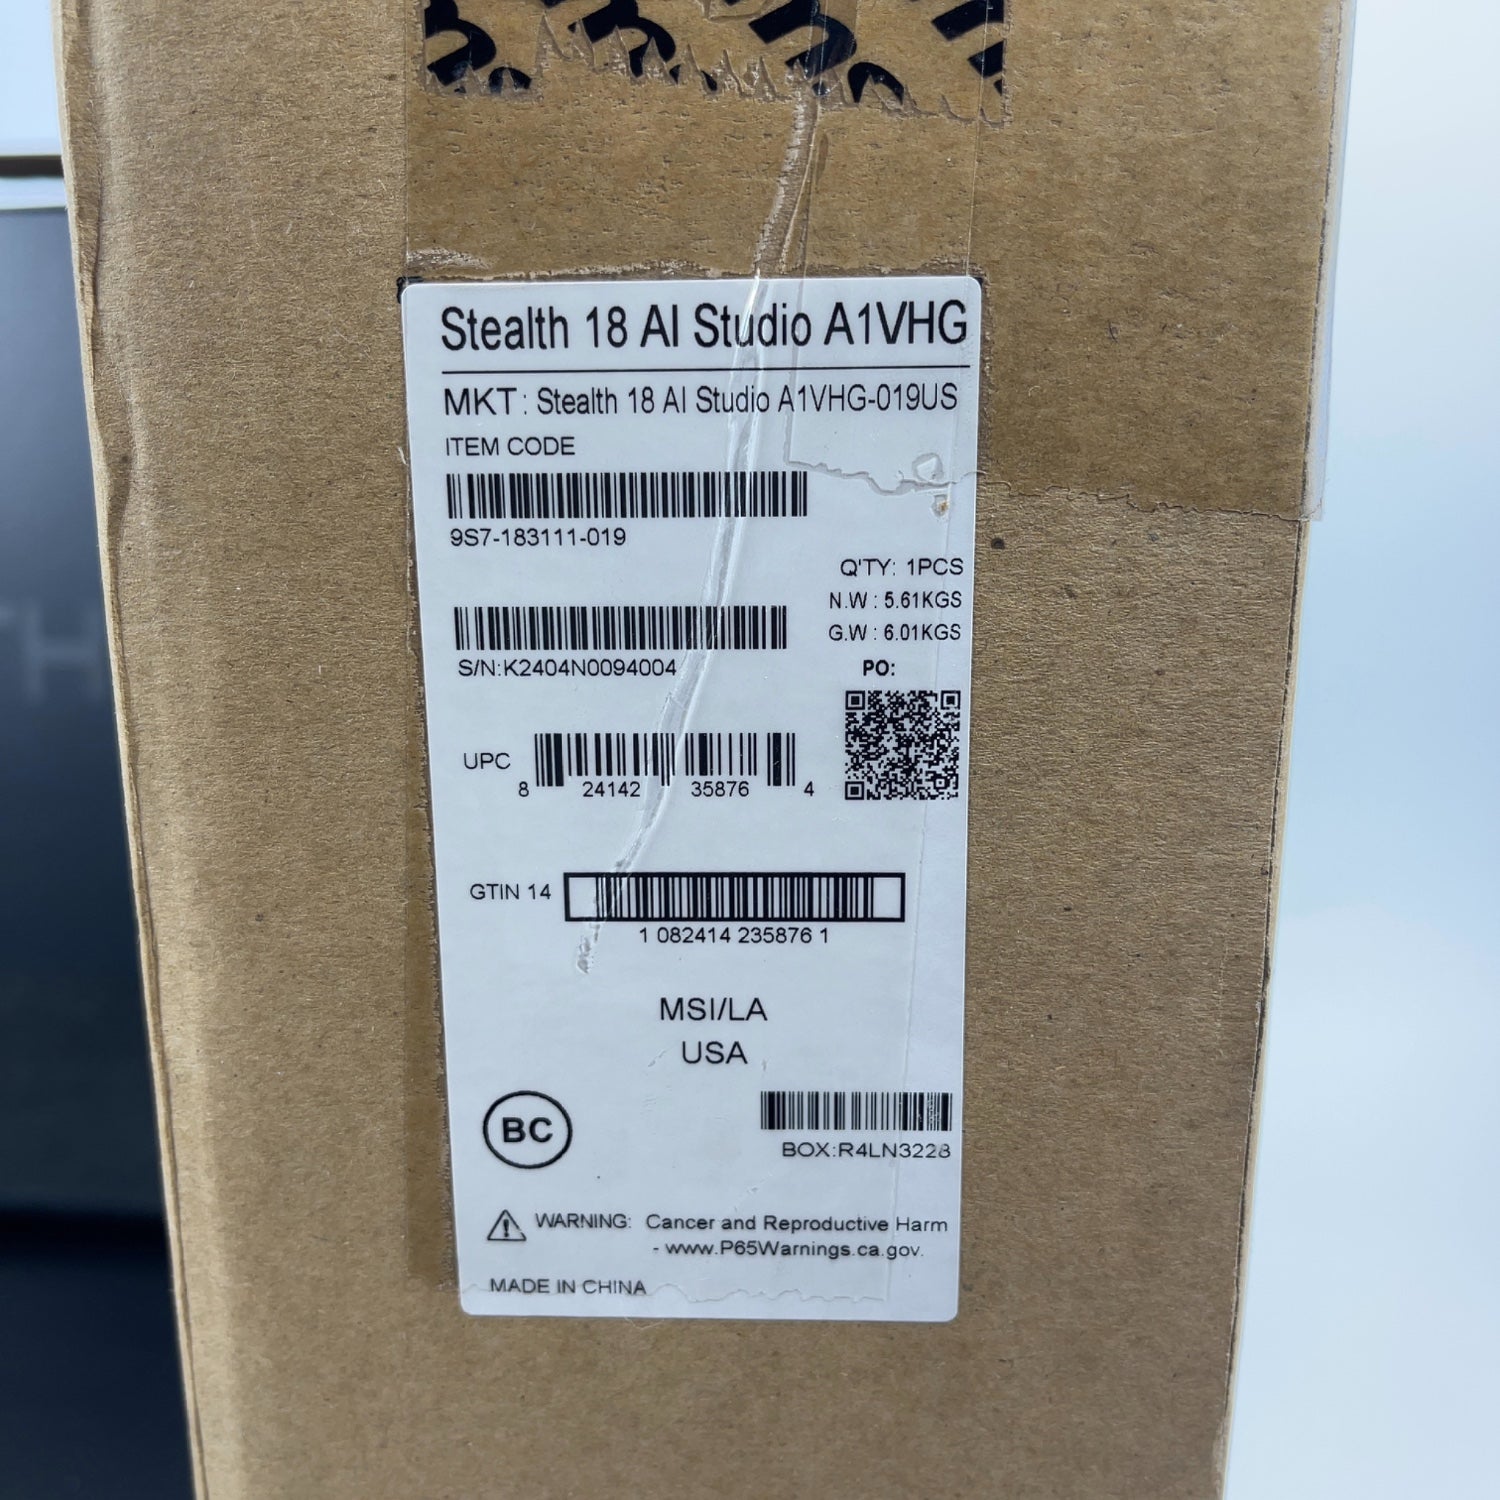 Stealth 18 AI Studio A1VHG
MKT: Stealth 18 AI Studio A1VHG-019US
ITEM CODE
9S7-183111-019
Q'TY: 1PCS
N.W : 5.61KGS
G.W : 6.01KGS
S/N:K2404N0094004
PO:
UPC
8 24142 35876 4
GTIN 14
1 082414 235876 1
MSI/LA
USA
BC
BOX:R4LN3228
WARNING: Cancer and Reproductive Harm
- www.P65Warnings.ca.gov.
MADE IN CHINA